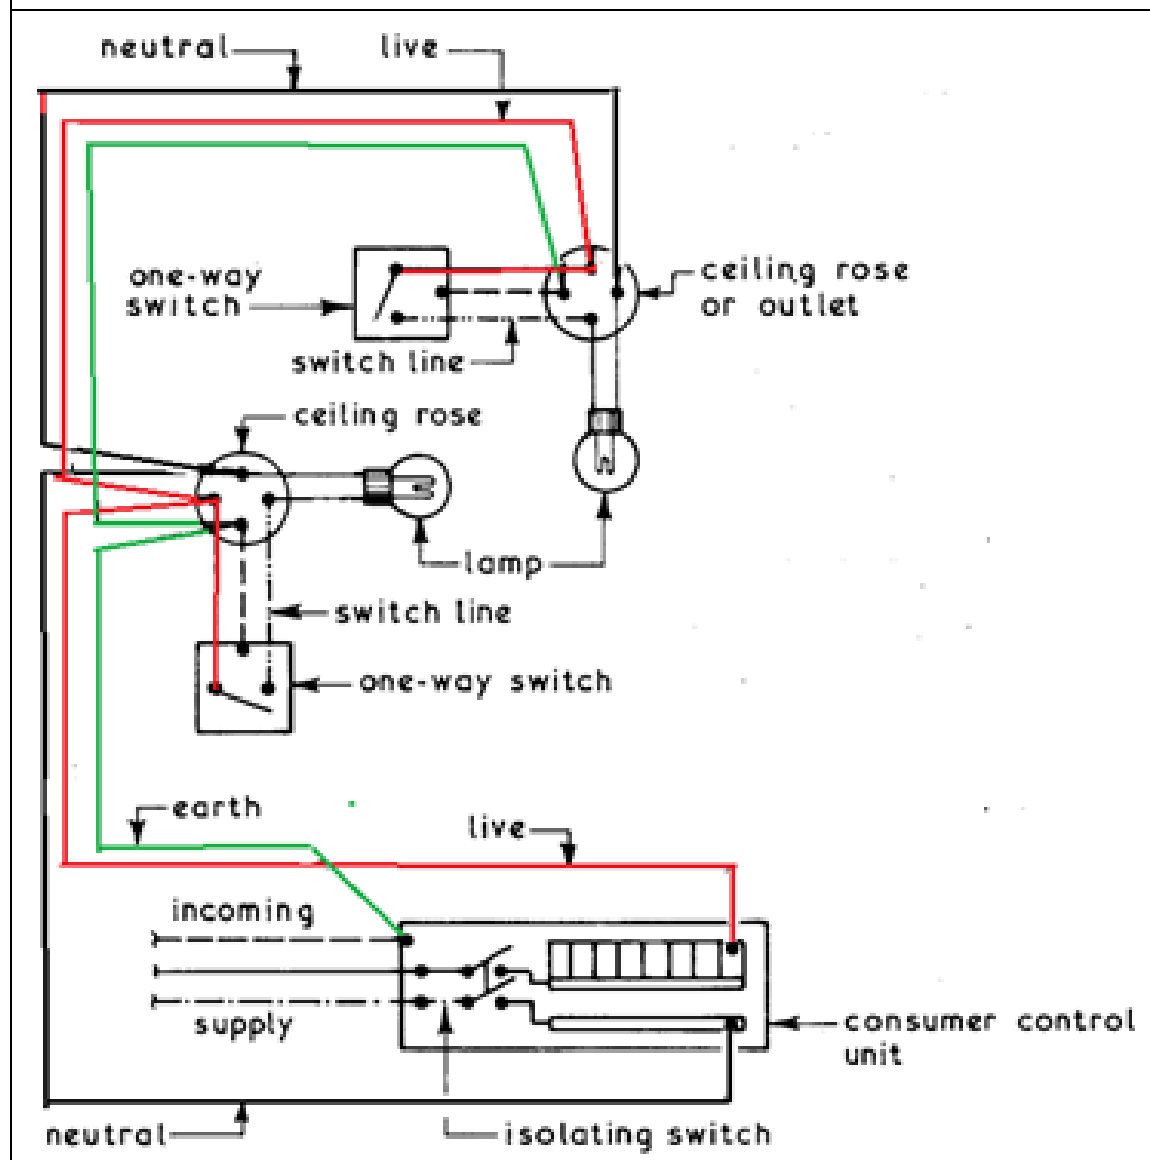 neutral
live
one-way
switch
ceiling rose
or outlet
switch line
ceiling rose
lamp
switch line
one-way switch
earth
live
incoming
supply
consumer control
unit
neutral
isolating switch